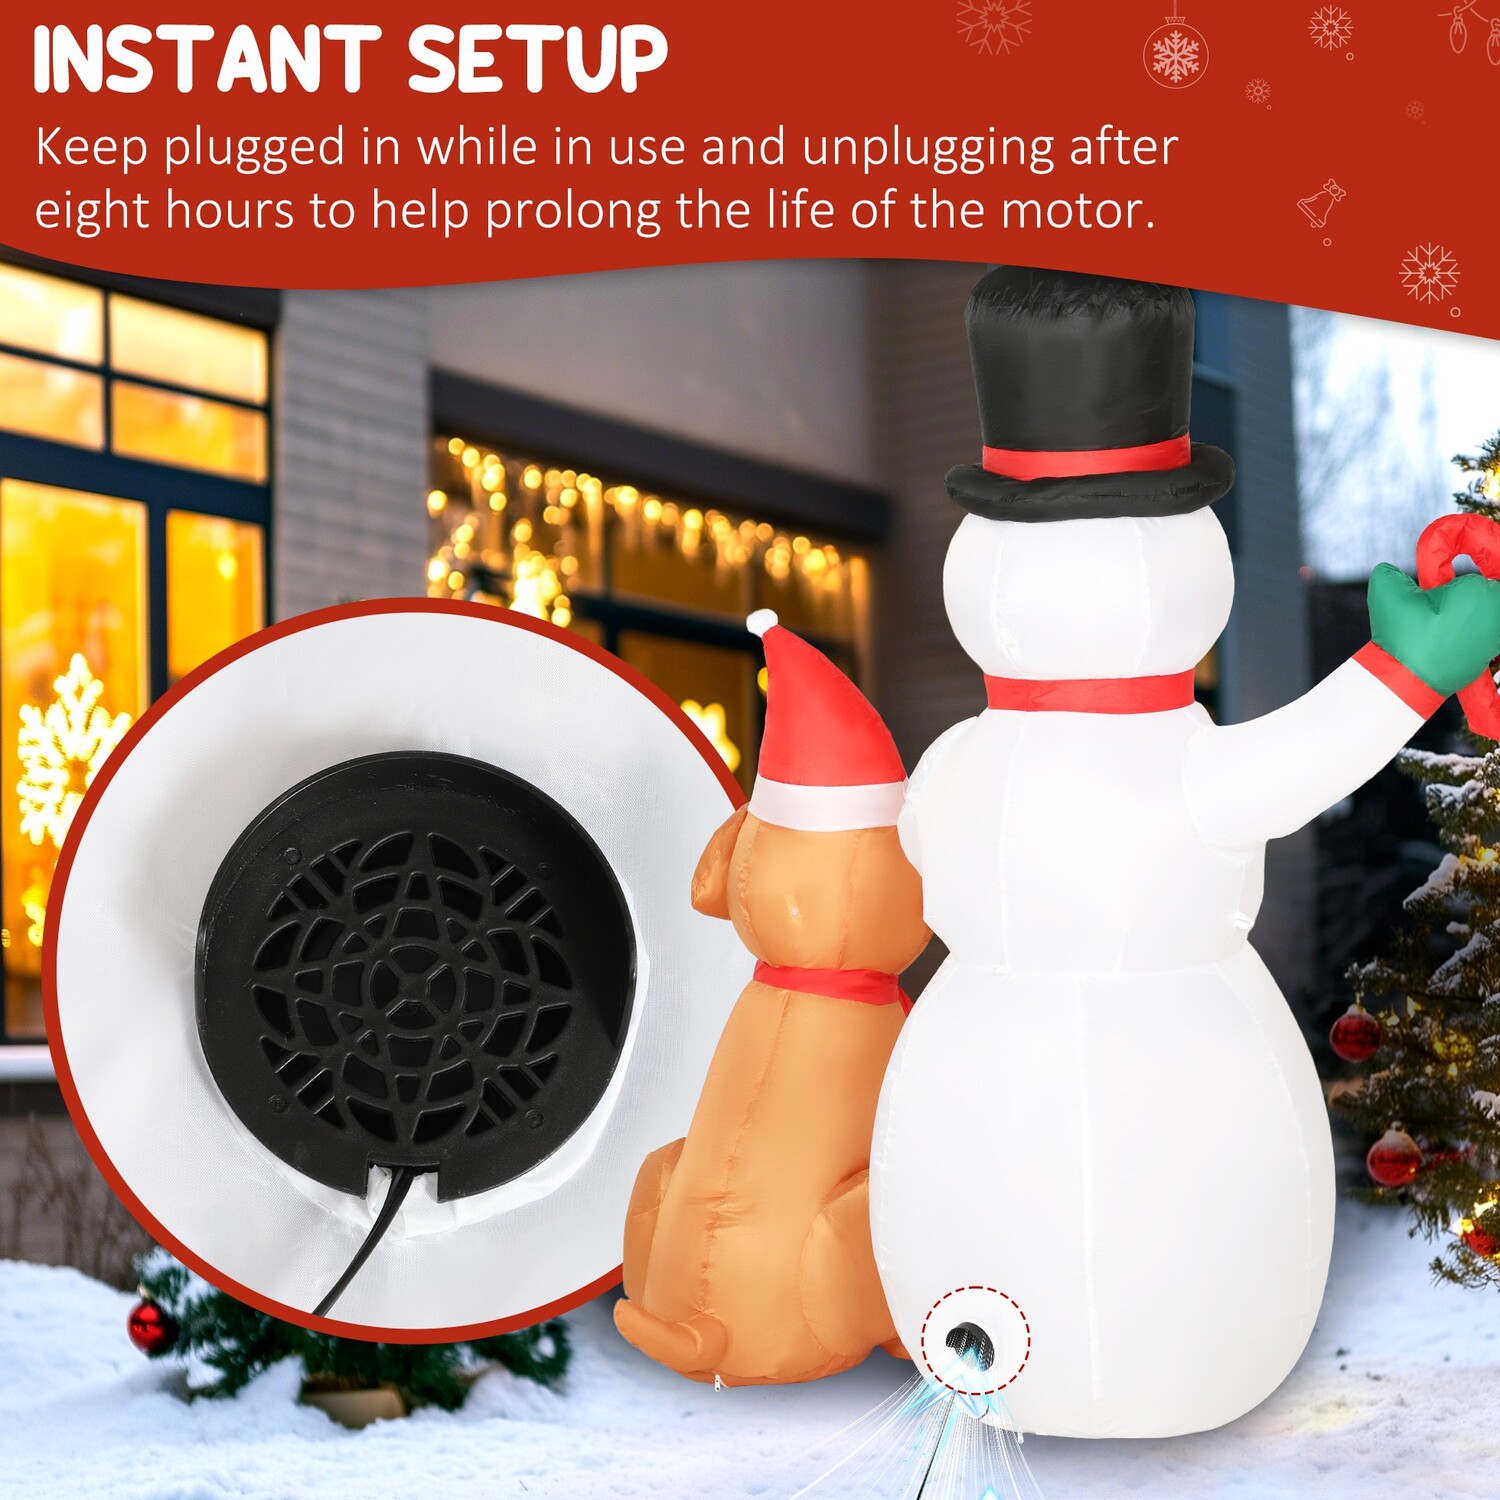 INSTANT SETUP
Keep plugged in while in use and unplugging after
eight hours to help prolong the life of the motor.